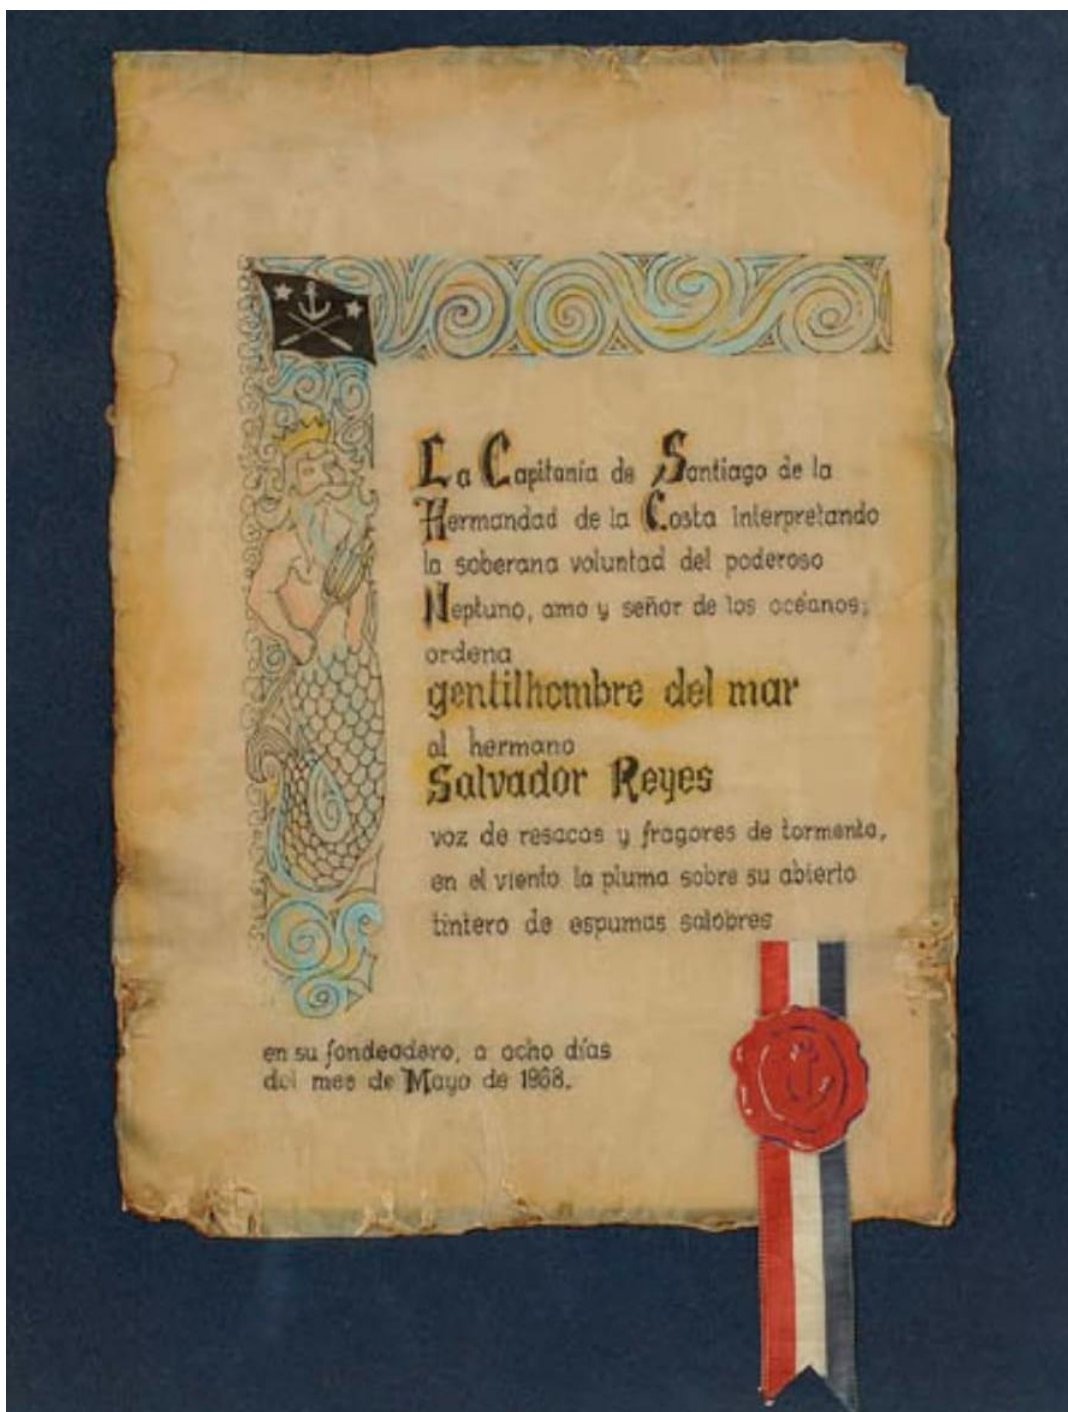 La Capitanía de Santiago de la
Hermandad de la Costa Interpretando
la soberana voluntad del poderoso
Neptuno, amo y señor de los océanos,
ordena
gentilhombre del mar
al hermano
Salvador Reyes
voz de resacas y fragores de tormenta,
en el viento la pluma sobre su abierto
tintero de espumas salobres
en su fondeadero, a ocho días
del mes de Mayo de 1968.